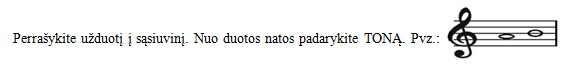 Perrašykite užduotį į sąsiuvinį. Nuo duotos natos padarykite TONĄ. Pvz.: